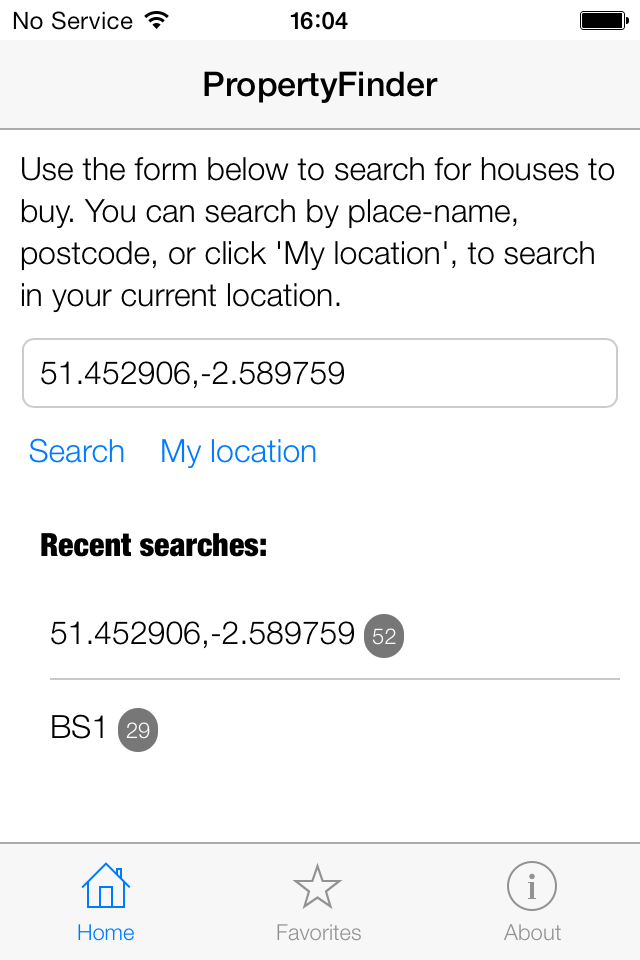 No Service 16:04
PropertyFinder
Use the form below to search for houses to
buy. You can search by place-name,
postcode, or click 'My location', to search
in your current location.
51.452906,-2.589759
Search My location
Recent searches:
51.452906,-2.589759 52
BS1 29
Home Favorites About